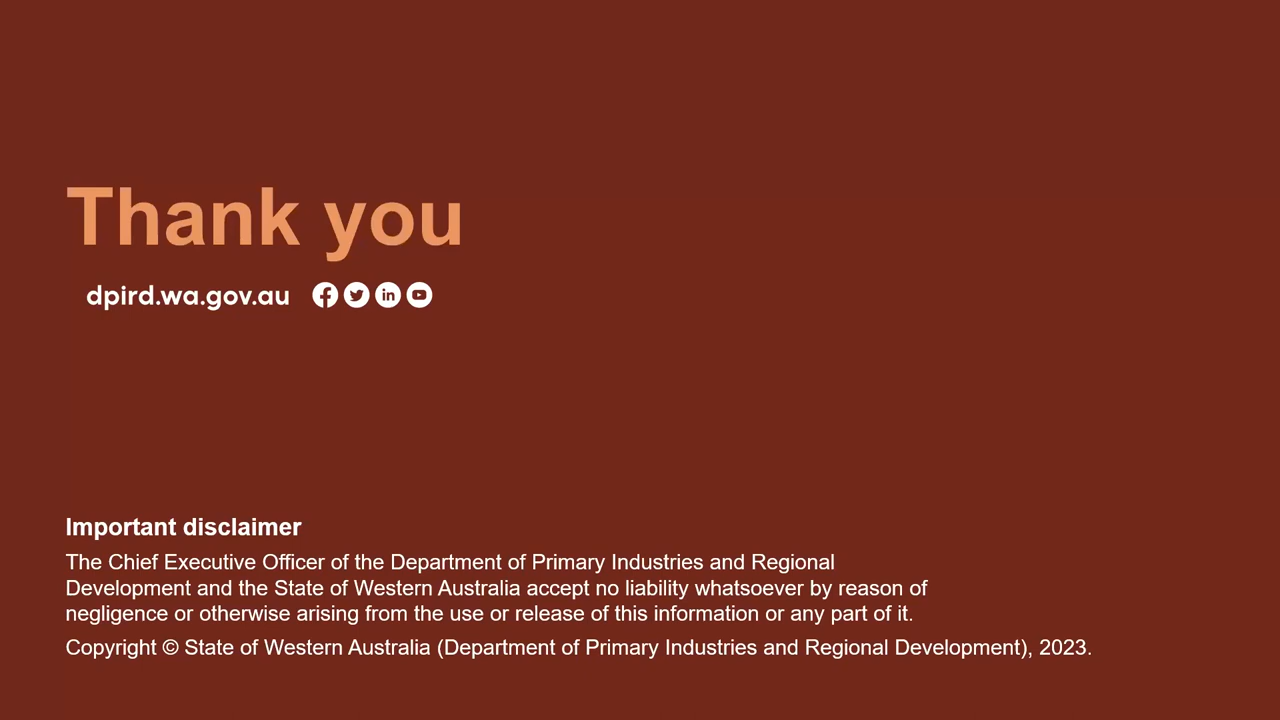 Thank you
dpird.wa.gov.au
Important disclaimer
The Chief Executive Officer of the Department of Primary Industries and Regional
Development and the State of Western Australia accept no liability whatsoever by reason of
negligence or otherwise arising from the use or release of this information or any part of it.
Copyright © State of Western Australia (Department of Primary Industries and Regional Development), 2023.